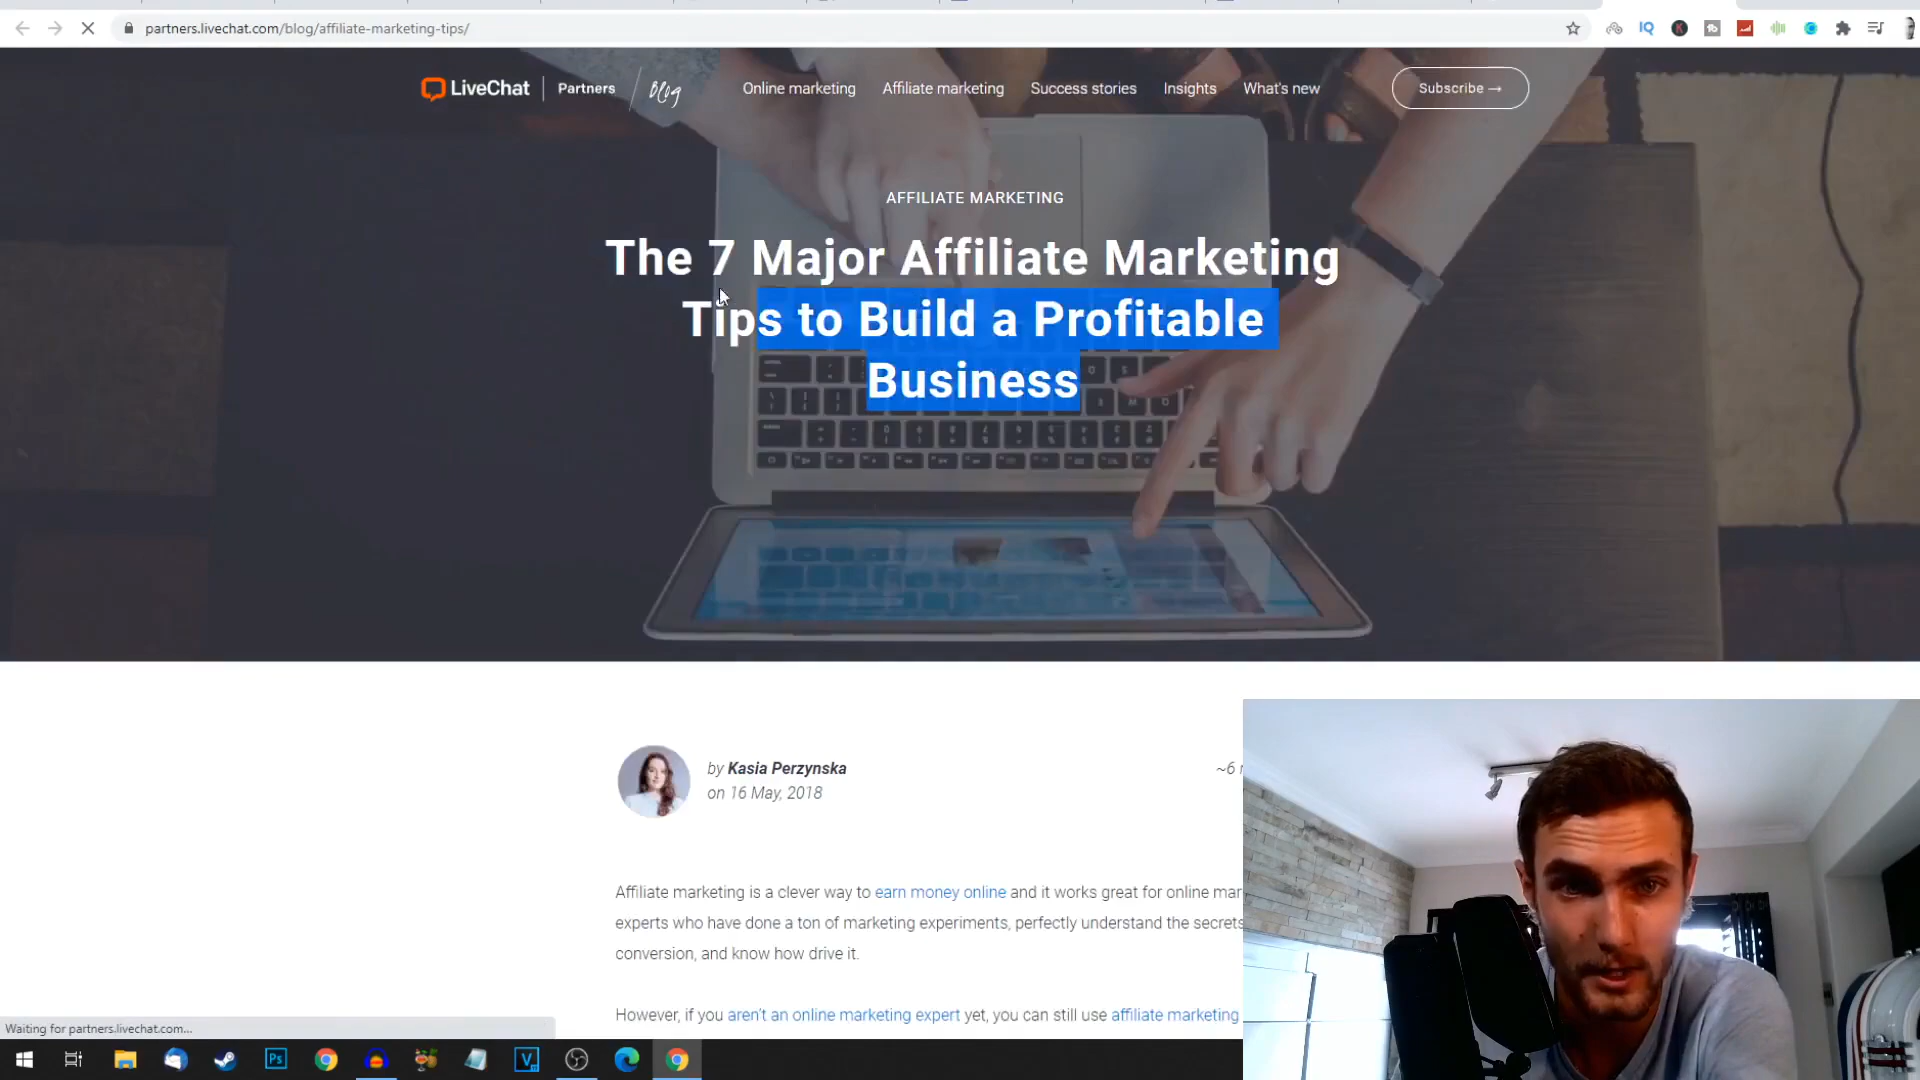 partners.livechat.com/blog/affiliate-marketing-tips/
IQ
LiveChat | Partners / Blog
Online marketing
Affiliate marketing
Success stories
Insights
What's new
Subscribe →
AFFILIATE MARKETING
The 7 Major Affiliate Marketing
Tips to Build a Profitable
Business
by Kasia Perzynska
on 16 May, 2018
~6
Affiliate marketing is a clever way to earn money online and it works great for online mar
experts who have done a ton of marketing experiments, perfectly understand the secrets
conversion, and know how drive it.
However, if you aren't an online marketing expert yet, you can still use affiliate marketing
Waiting for partners.livechat.com...
Ps
V